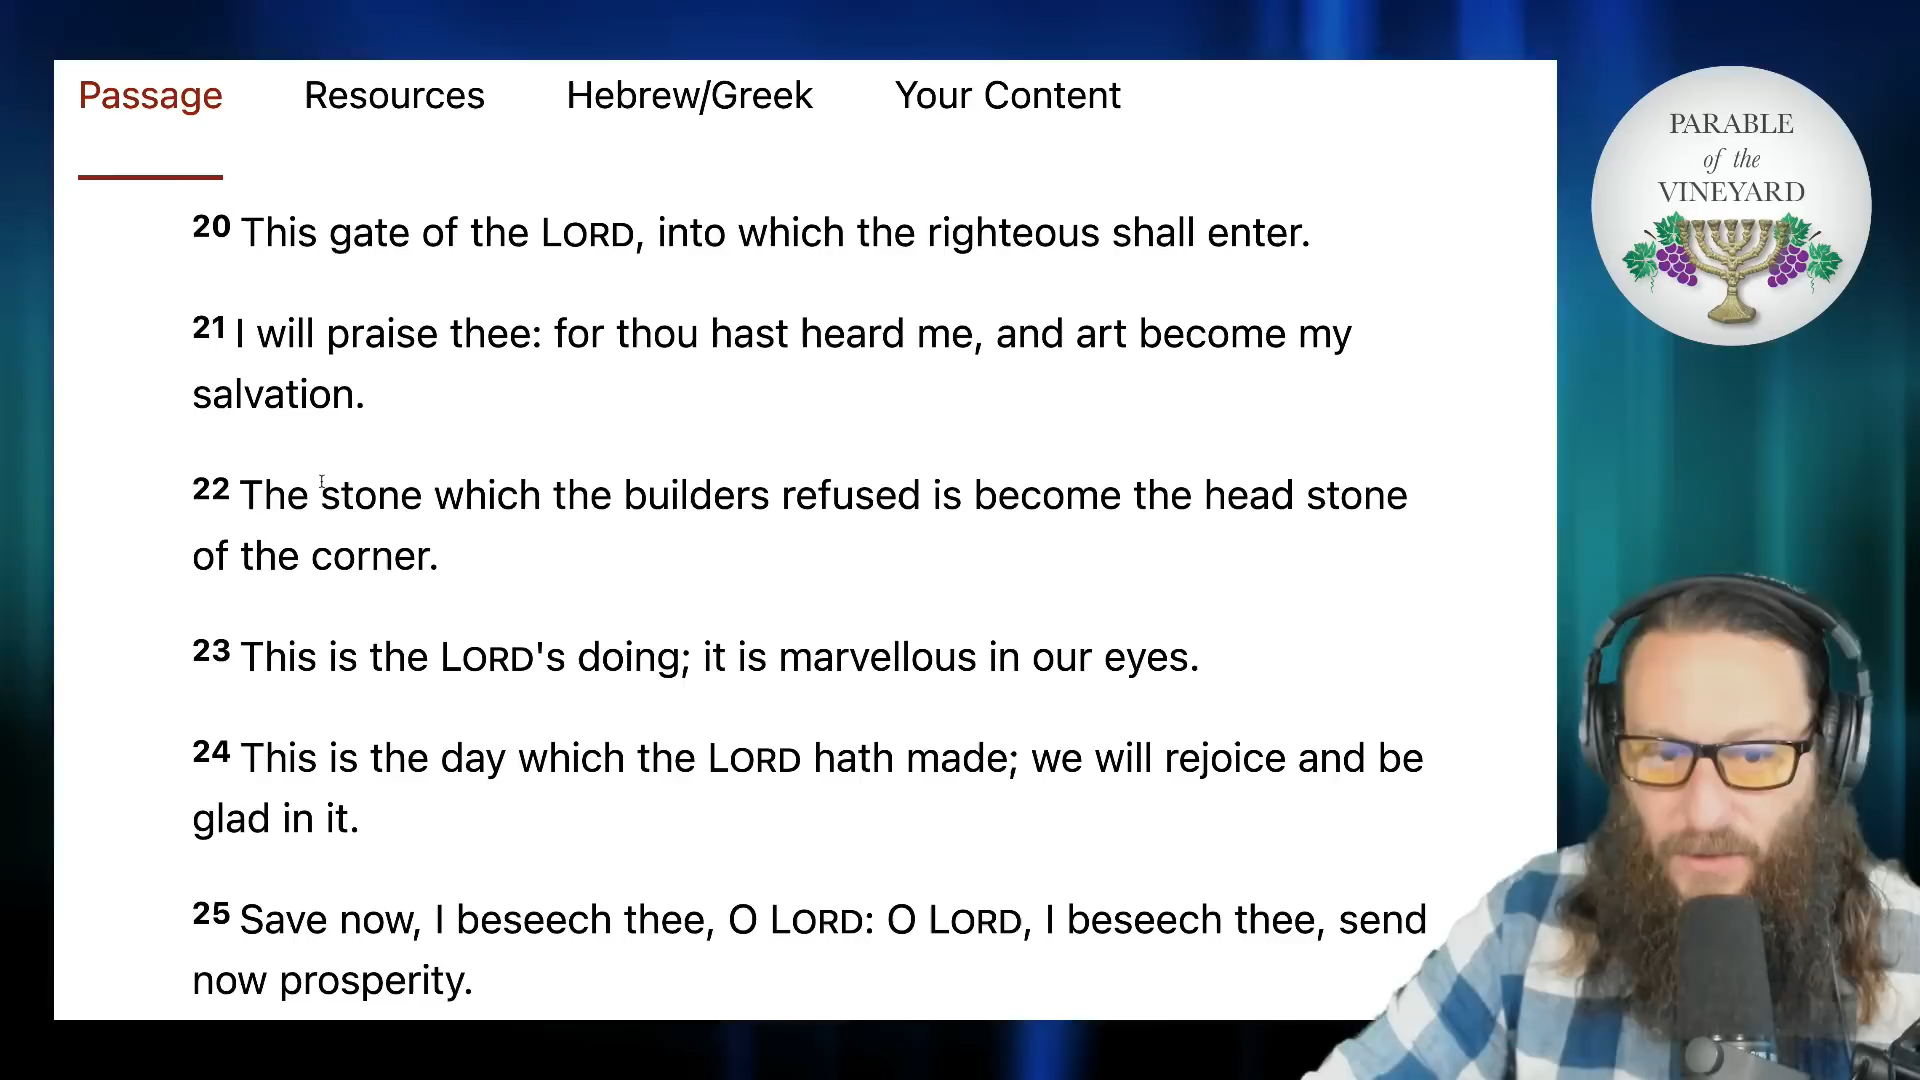 Passage Resources Hebrew/Greek Your Content
PARABLE
of the
VINEYARD
20 This gate of the LORD, into which the righteous shall enter.
21 I will praise thee: for thou hast heard me, and art become my
salvation.
22 The stone which the builders refused is become the head stone
of the corner.
23 This is the LORD's doing; it is marvellous in our eyes.
24 This is the day which the LORD hath made; we will rejoice and be
glad in it.
25 Save now, I beseech thee, O LORD: O LORD, I beseech thee, send
now prosperity.